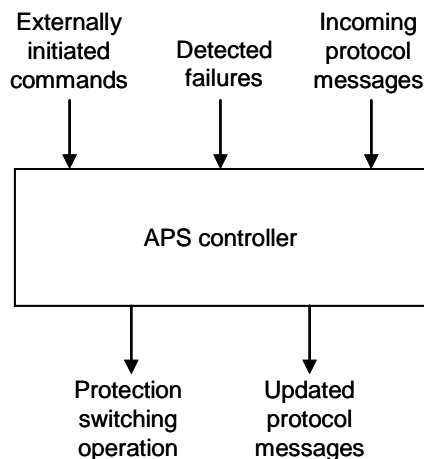 Externally
initiated
commands
Detected
failures
Incoming
protocol
messages
APS controller
Protection
switching
operation
Updated
protocol
messages